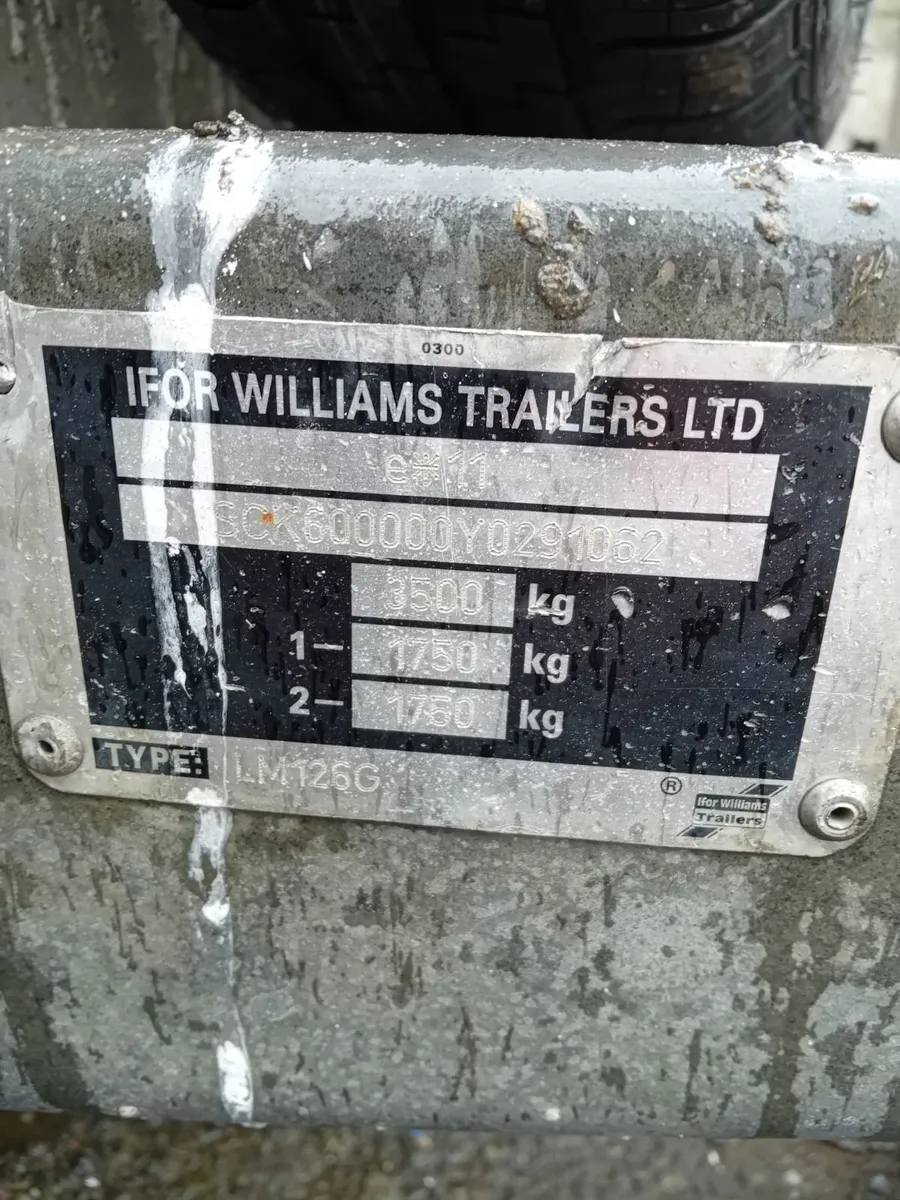 0300
IFOR WILLIAMS TRAILERS LTD
e*11
SCK600000Y0291062
3500 kg
1- 1750 kg
2- 1750 kg
TYPE: LM126G
®
Ifor Williams
Trailers